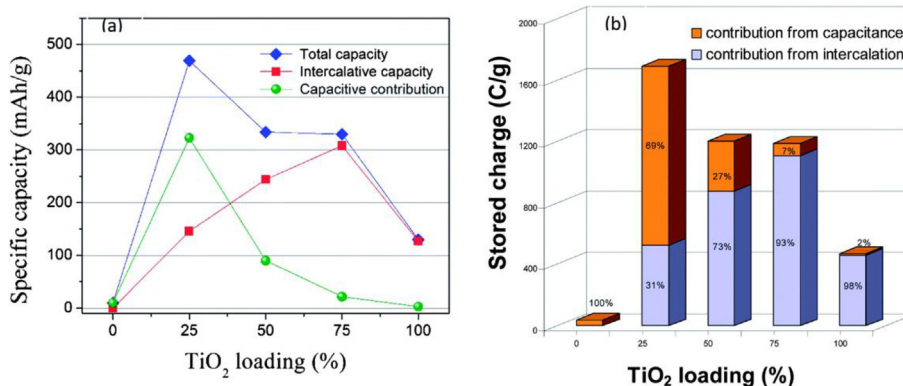 (a)
Total capacity
Intercalative capacity
Capacitive contribution
Specific capacity (mAh/g)
500
400
300
200
100
0
0 25 50 75 100
TiO2 loading (%)
(b)
contribution from capacitance
contribution from intercalation
Stored charge (C/g)
2000
1600
1200
800
400
0
100%
69%
31%
27%
73%
7%
93%
2%
98%
0 25 50 75 100
TiO2 loading (%)